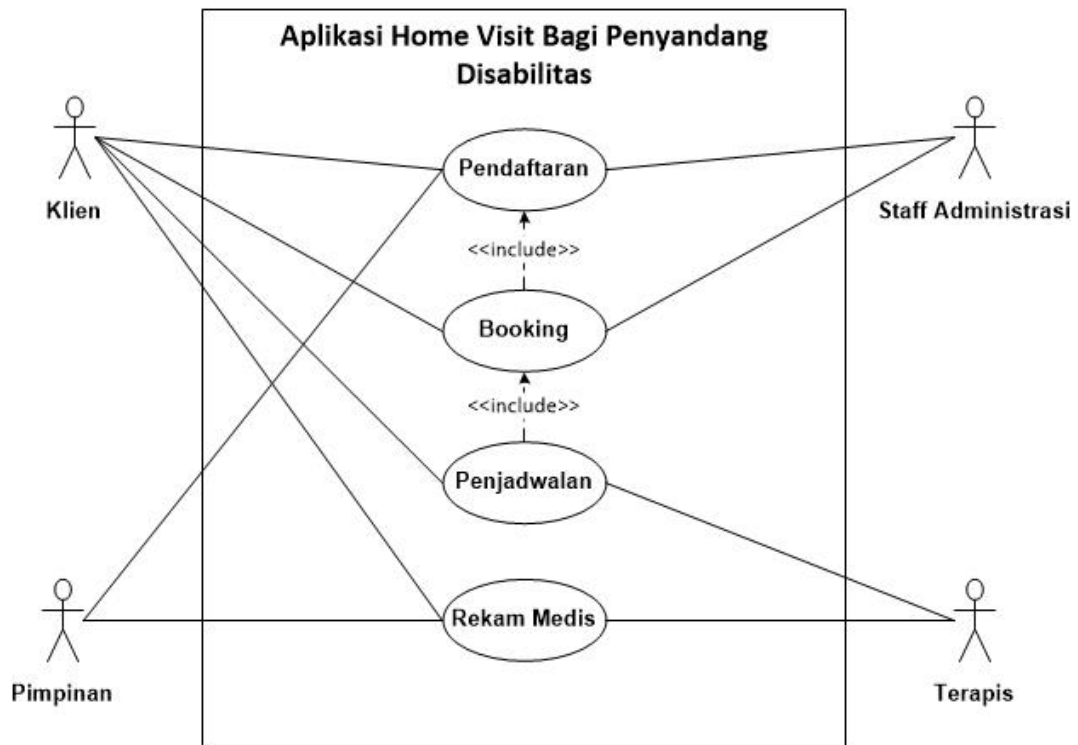 Aplikasi Home Visit Bagi Penyandang
Disabilitas
Klien
Pendaftaran
Staff Administrasi
<<include>>
Booking
<<include>>
Penjadwalan
Rekam Medis
Pimpinan
Terapis